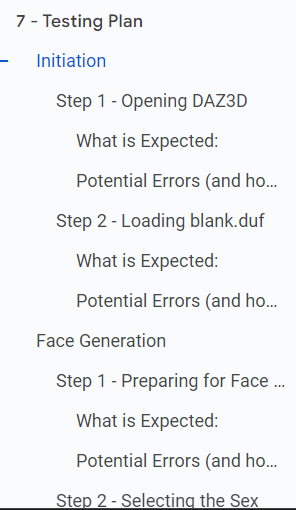 7 - Testing Plan
Initiation
Step 1 - Opening DAZ3D
What is Expected:
Potential Errors (and ho...
Step 2 - Loading blank.duf
What is Expected:
Potential Errors (and ho...
Face Generation
Step 1 - Preparing for Face ...
What is Expected:
Potential Errors (and ho...
Step 2 - Selecting the Sex